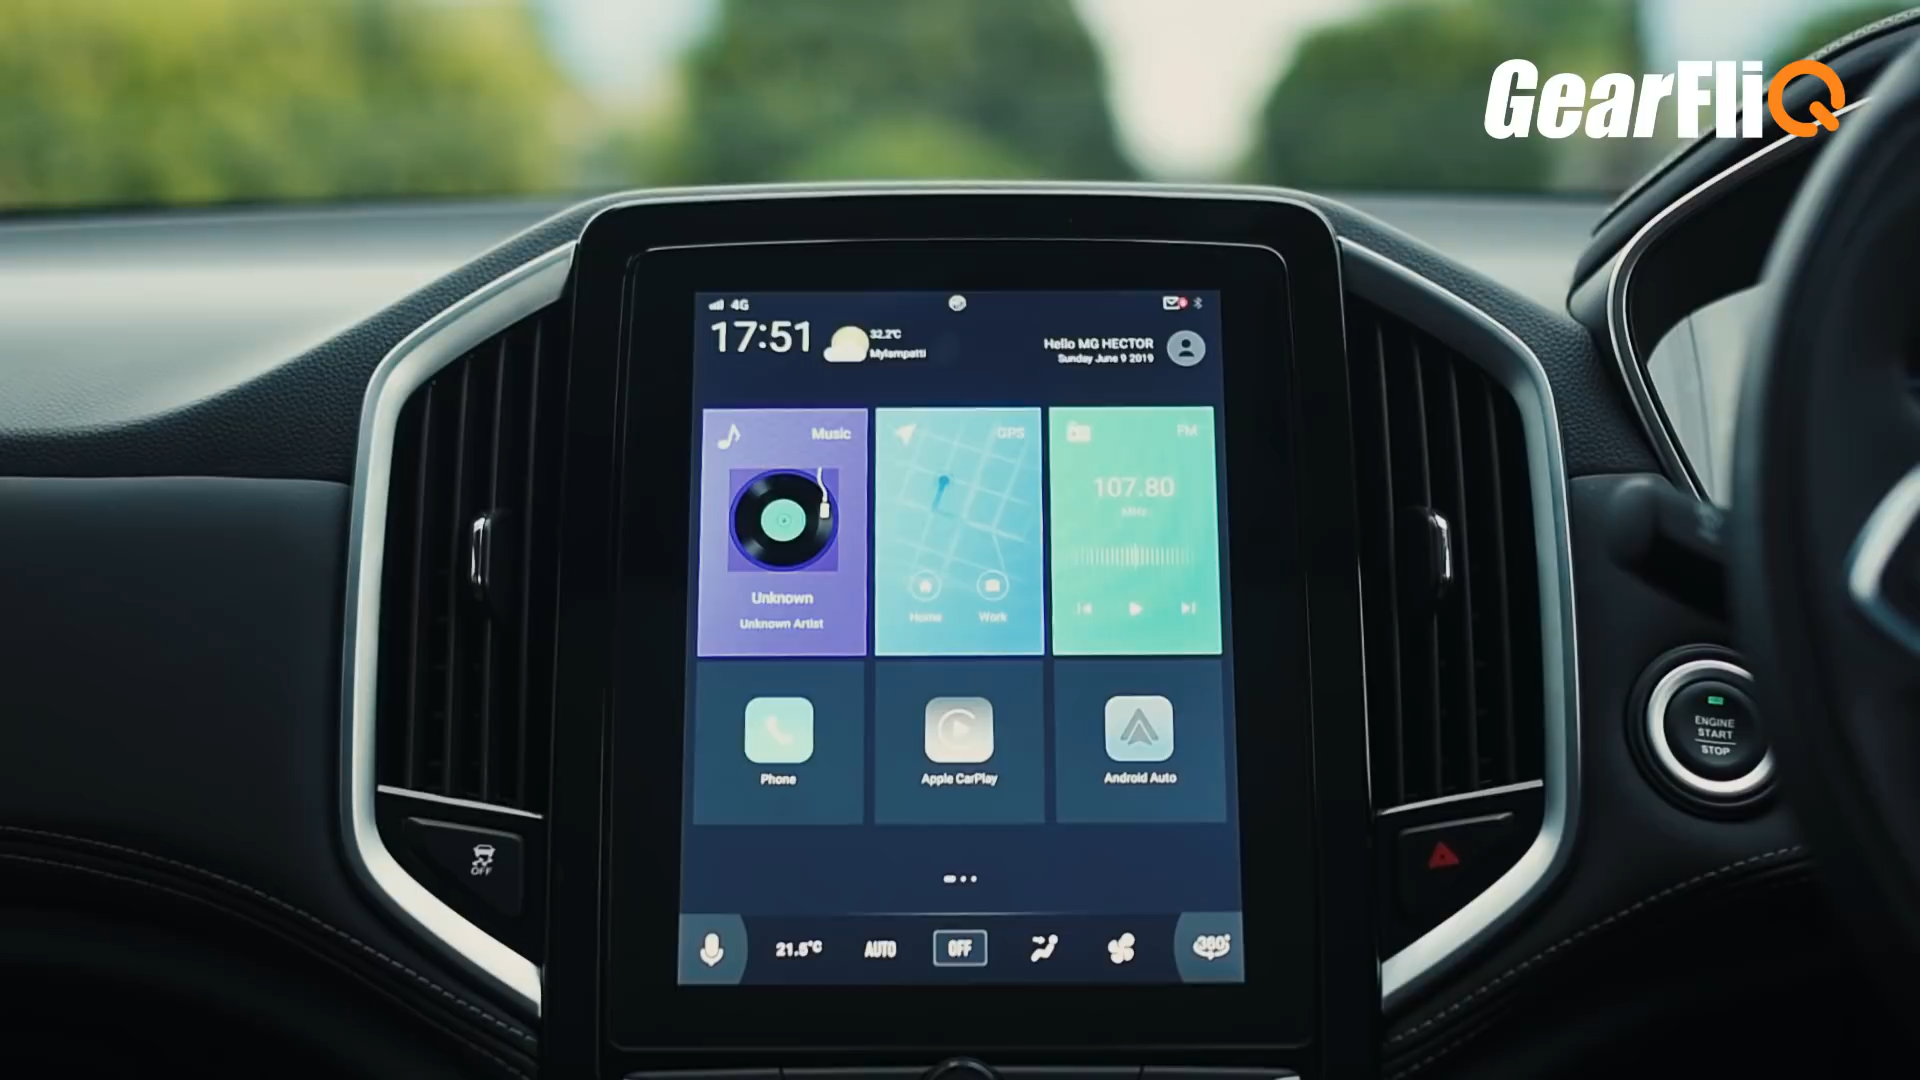 GearFliQ
4G
17:51
32.2°C
Mylampatti
Hello MG HECTOR
Sunday June 9 2019
Music
GPS
FM
107.80
MHz
Unknown
Unknown Artist
Home
Work
Phone
Apple CarPlay
Android Auto
21.5°C
AUTO
OFF
360°
OFF
ENGINE
START
STOP